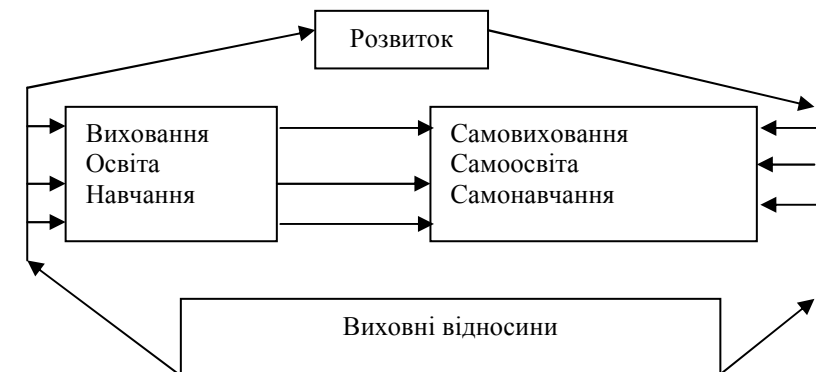 Розвиток
Виховання
Освіта
Навчання
Самовиховання
Самоосвіта
Самонавчання
Виховні відносини